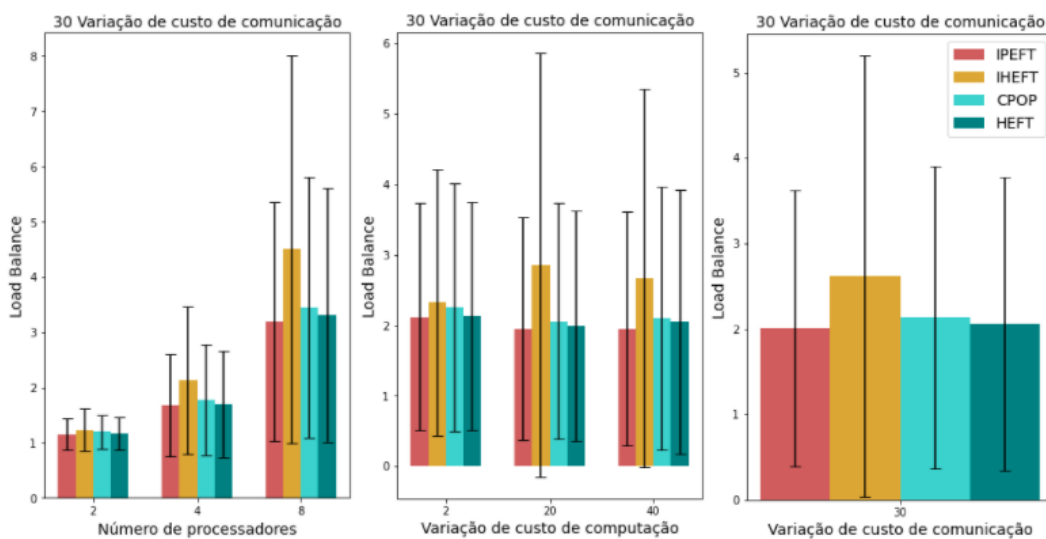 30 Variação de custo de comunicação
8
7
6
5
4
3
2
1
0
Load Balance
2
4
8
Número de processadores
30 Variação de custo de comunicação
6
5
4
3
2
1
0
Load Balance
2
20
40
Variação de custo de computação
30 Variação de custo de comunicação
5
4
3
2
1
0
Load Balance
IPEFT
IHEFT
CPOP
HEFT
30
Variação de custo de comunicação